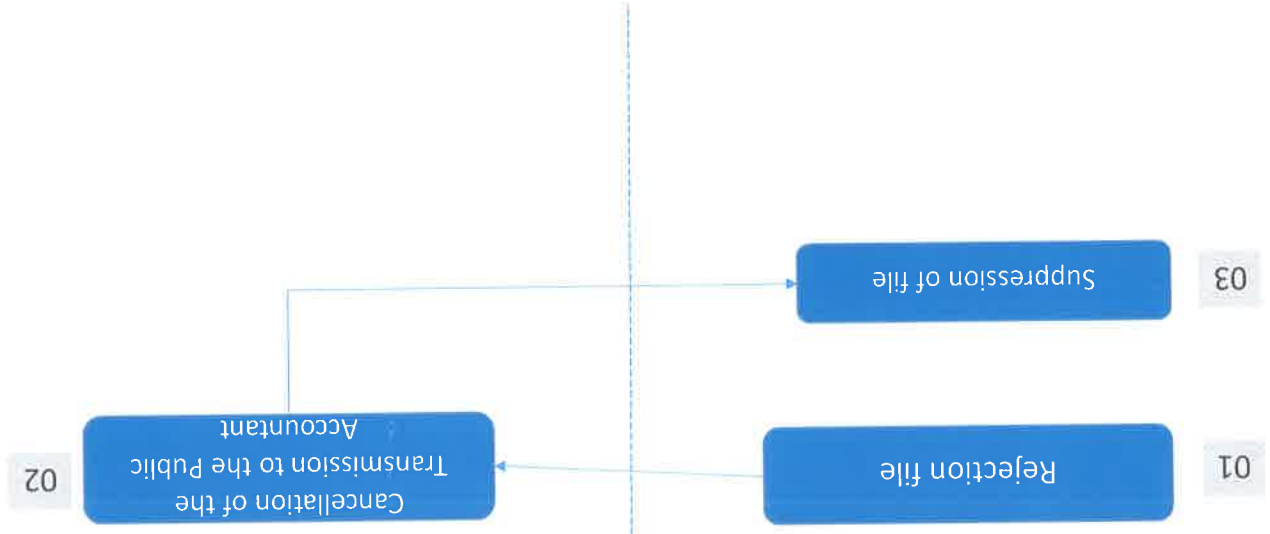 01
Rejection file
Cancellation of the
Transmission to the Public
Accountant
02
03
Suppression of file